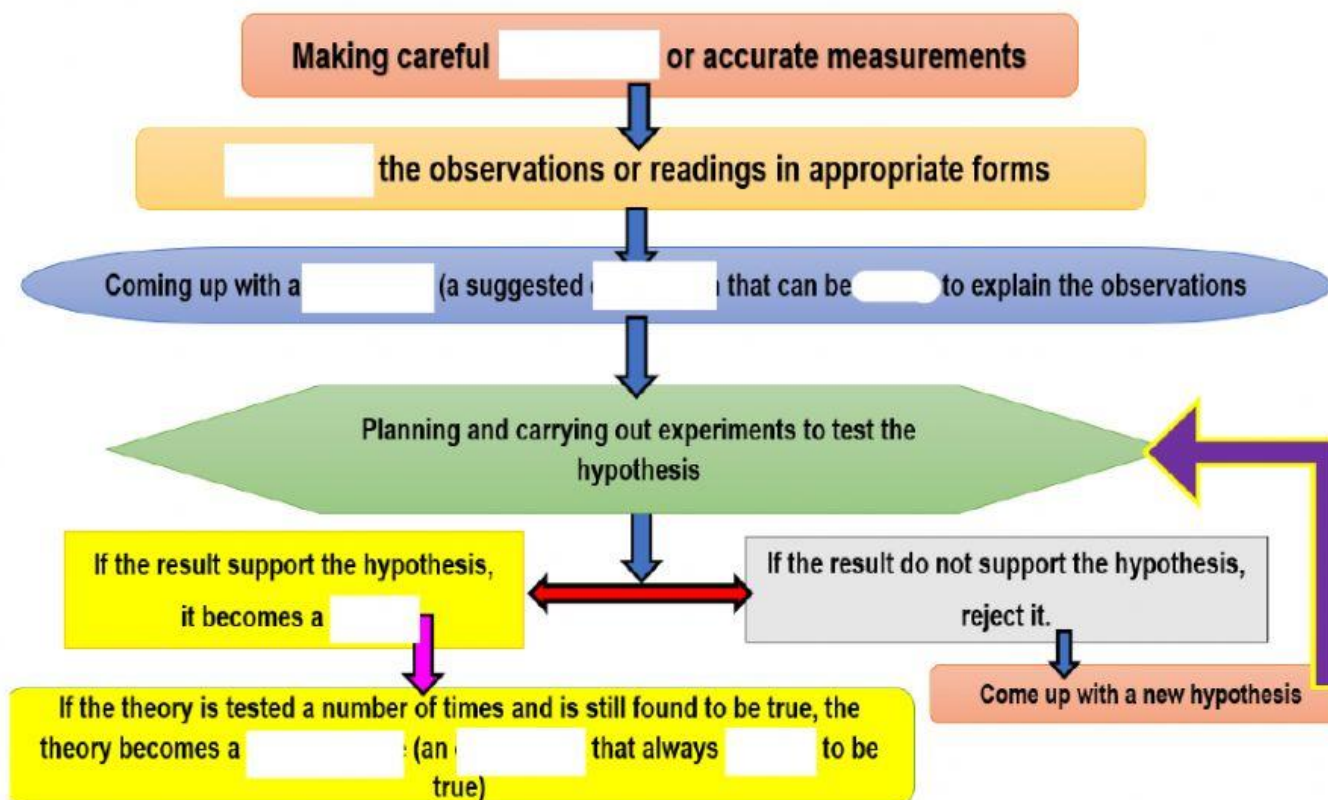 Making careful or accurate measurements
the observations or readings in appropriate forms
Coming up with a (a suggested that can be to explain the observations
Planning and carrying out experiments to test the
hypothesis
If the result support the hypothesis,
it becomes a
If the result do not support the hypothesis,
reject it.
Come up with a new hypothesis
If the theory is tested a number of times and is still found to be true, the
theory becomes a (an that always to be
true)